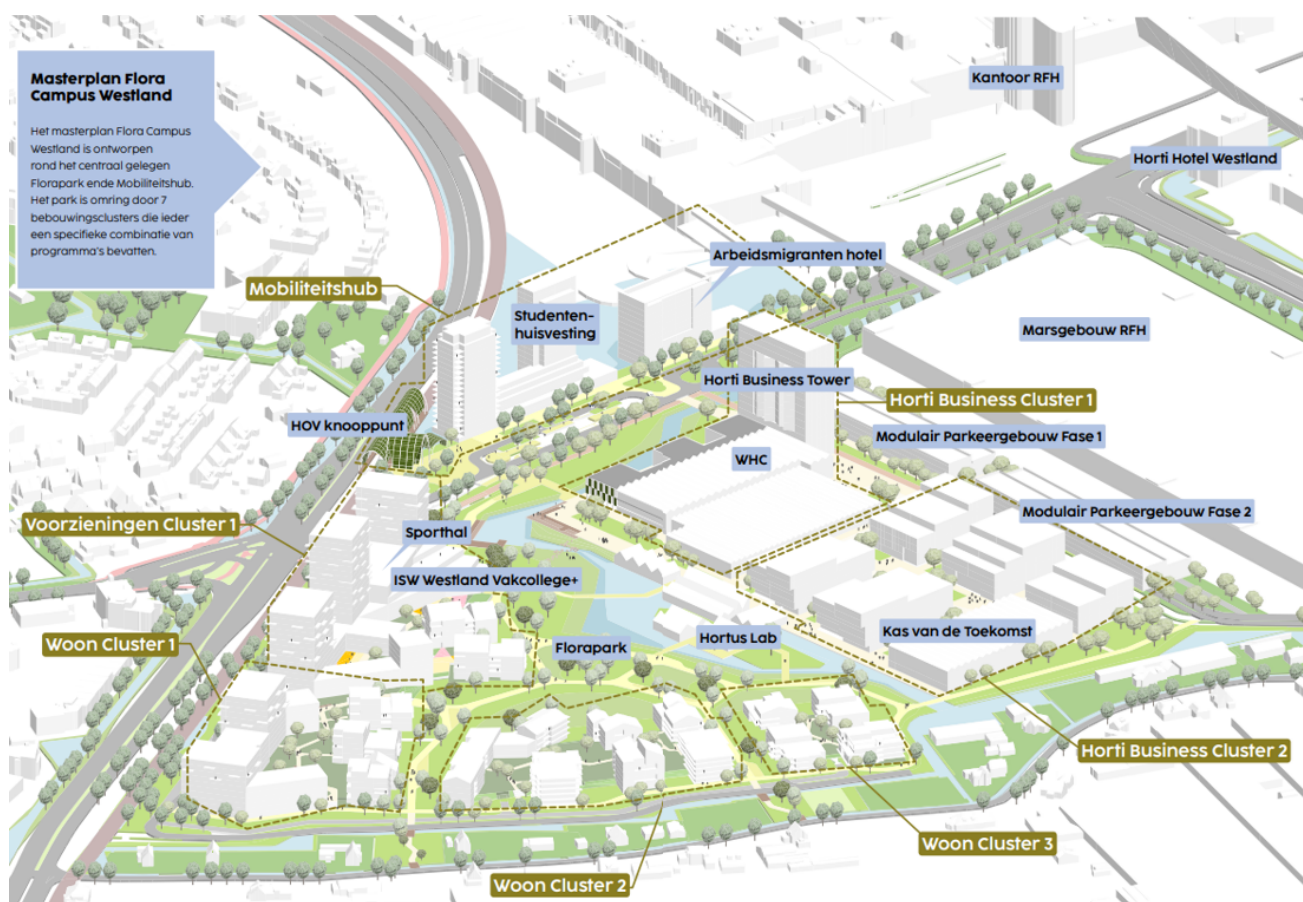 Masterplan Flora
Campus Westland
Het masterplan Flora Campus
Westland is ontworpen
rond het centraal gelegen
Florapark ende Mobiliteitshub.
Het park is omring door 7
bebouwingsclusters die ieder
een specifieke combinatie van
programma's bevatten.
Kantoor RFH
Horti Hotel Westland
Arbeidsmigranten hotel
Mobiliteitshub
Studenten-
huisvesting
Marsgebouw RFH
Horti Business Tower
Horti Business Cluster 1
HOV knooppunt
Modulair Parkeergebouw Fase 1
WHC
Modulair Parkeergebouw Fase 2
Voorzieningen Cluster 1
Sporthal
ISW Westland Vakcollege+
Kas van de Toekomst
Hortus Lab
Florapark
Woon Cluster 1
Horti Business Cluster 2
Woon Cluster 3
Woon Cluster 2